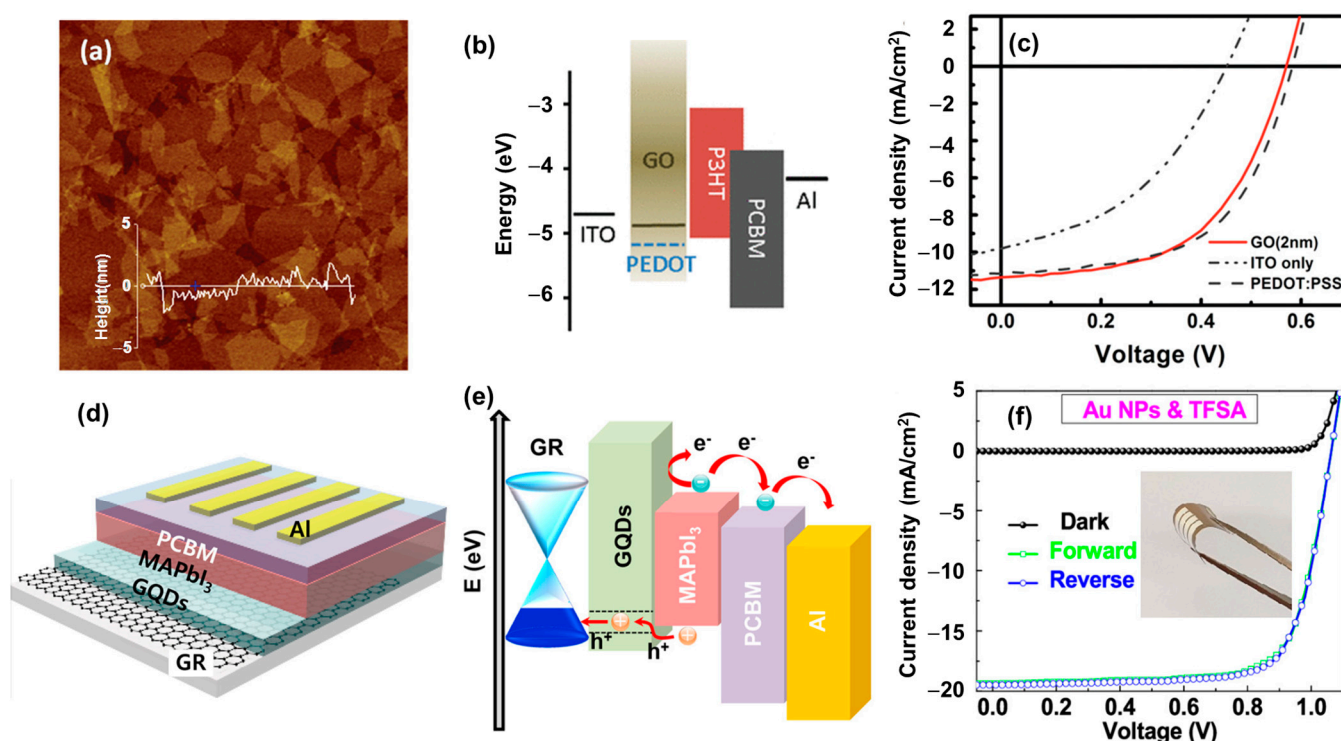 (a)
5
0
−5
Height(nm)
(b)
Energy (eV)
−3
−4
−5
−6
ITO
GO
PEDOT
P3HT
PCBM
Al
(c)
Current density (mA/cm²)
2
0
−2
−4
−6
−8
−10
−12
GO(2nm)
ITO only
PEDOT:PSS
0.0 0.2 0.4 0.6
Voltage (V)
(d)
Al
PCBM
MAPbI₃
GQDs
GR
(e)
E (eV)
GR
GQDs
MAPbI₃
PCBM
Al
e⁻
e⁻
e⁻
h⁺
h⁺
(f)
Au NPs & TFSA
Current density (mA/cm²)
5
0
−5
−10
−15
−20
Dark
Forward
Reverse
0.0 0.2 0.4 0.6 0.8 1.0
Voltage (V)